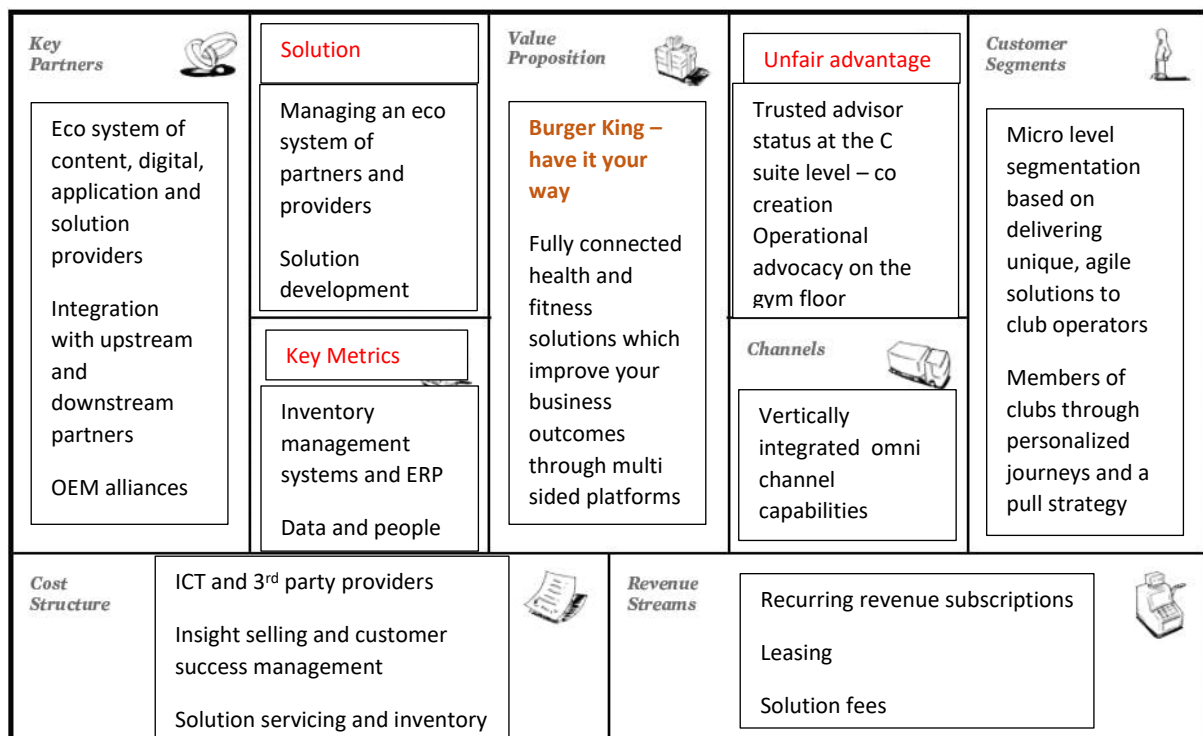 Key
Partners
Eco system of
content, digital,
application and
solution
providers
Integration
with upstream
and
downstream
partners
OEM alliances
Solution
Managing an eco
system of
partners and
providers
Solution
development
Key Metrics
Inventory
management
systems and ERP
Data and people
Value
Proposition
Burger King –
have it your
way
Fully connected
health and
fitness
solutions which
improve your
business
outcomes
through multi
sided platforms
Unfair advantage
Trusted advisor
status at the C
suite level – co
creation
Operational
advocacy on the
gym floor
Channels
Vertically
integrated omni
channel
capabilities
Customer
Segments
Micro level
segmentation
based on
delivering
unique, agile
solutions to
club operators
Members of
clubs through
personalized
journeys and a
pull strategy
Cost
Structure
ICT and 3rd party providers
Insight selling and customer
success management
Solution servicing and inventory
Revenue
Streams
Recurring revenue subscriptions
Leasing
Solution fees